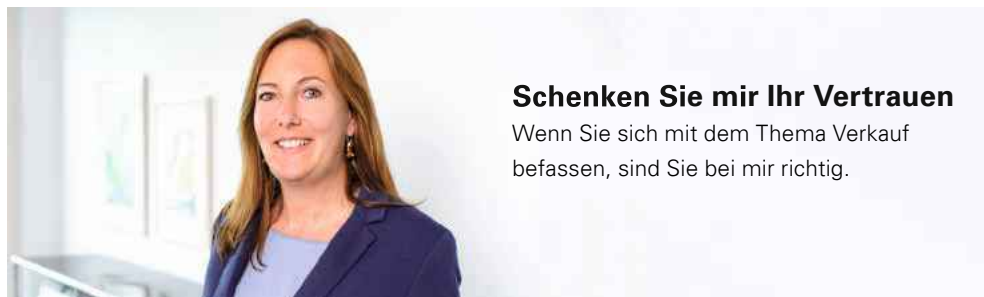 Schenken Sie mir Ihr Vertrauen
Wenn Sie sich mit dem Thema Verkauf
befassen, sind Sie bei mir richtig.